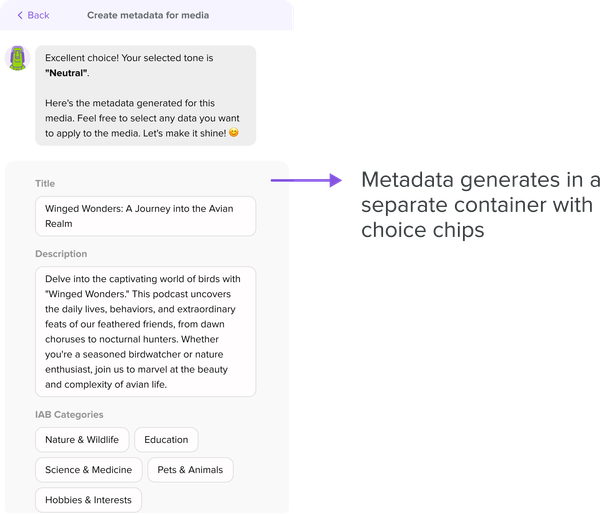 Back
Create metadata for media
Excellent choice! Your selected tone is
"Neutral".
Here's the metadata generated for this
media. Feel free to select any data you want
to apply to the media. Let's make it shine! 😊
Title
Winged Wonders: A Journey into the Avian
Realm
Description
Delve into the captivating world of birds with
"Winged Wonders." This podcast uncovers
the daily lives, behaviors, and extraordinary
feats of our feathered friends, from dawn
choruses to nocturnal hunters. Whether
you're a seasoned birdwatcher or nature
enthusiast, join us to marvel at the beauty
and complexity of avian life.
IAB Categories
Nature & Wildlife
Education
Science & Medicine
Pets & Animals
Hobbies & Interests
Metadata generates in a
separate container with
choice chips